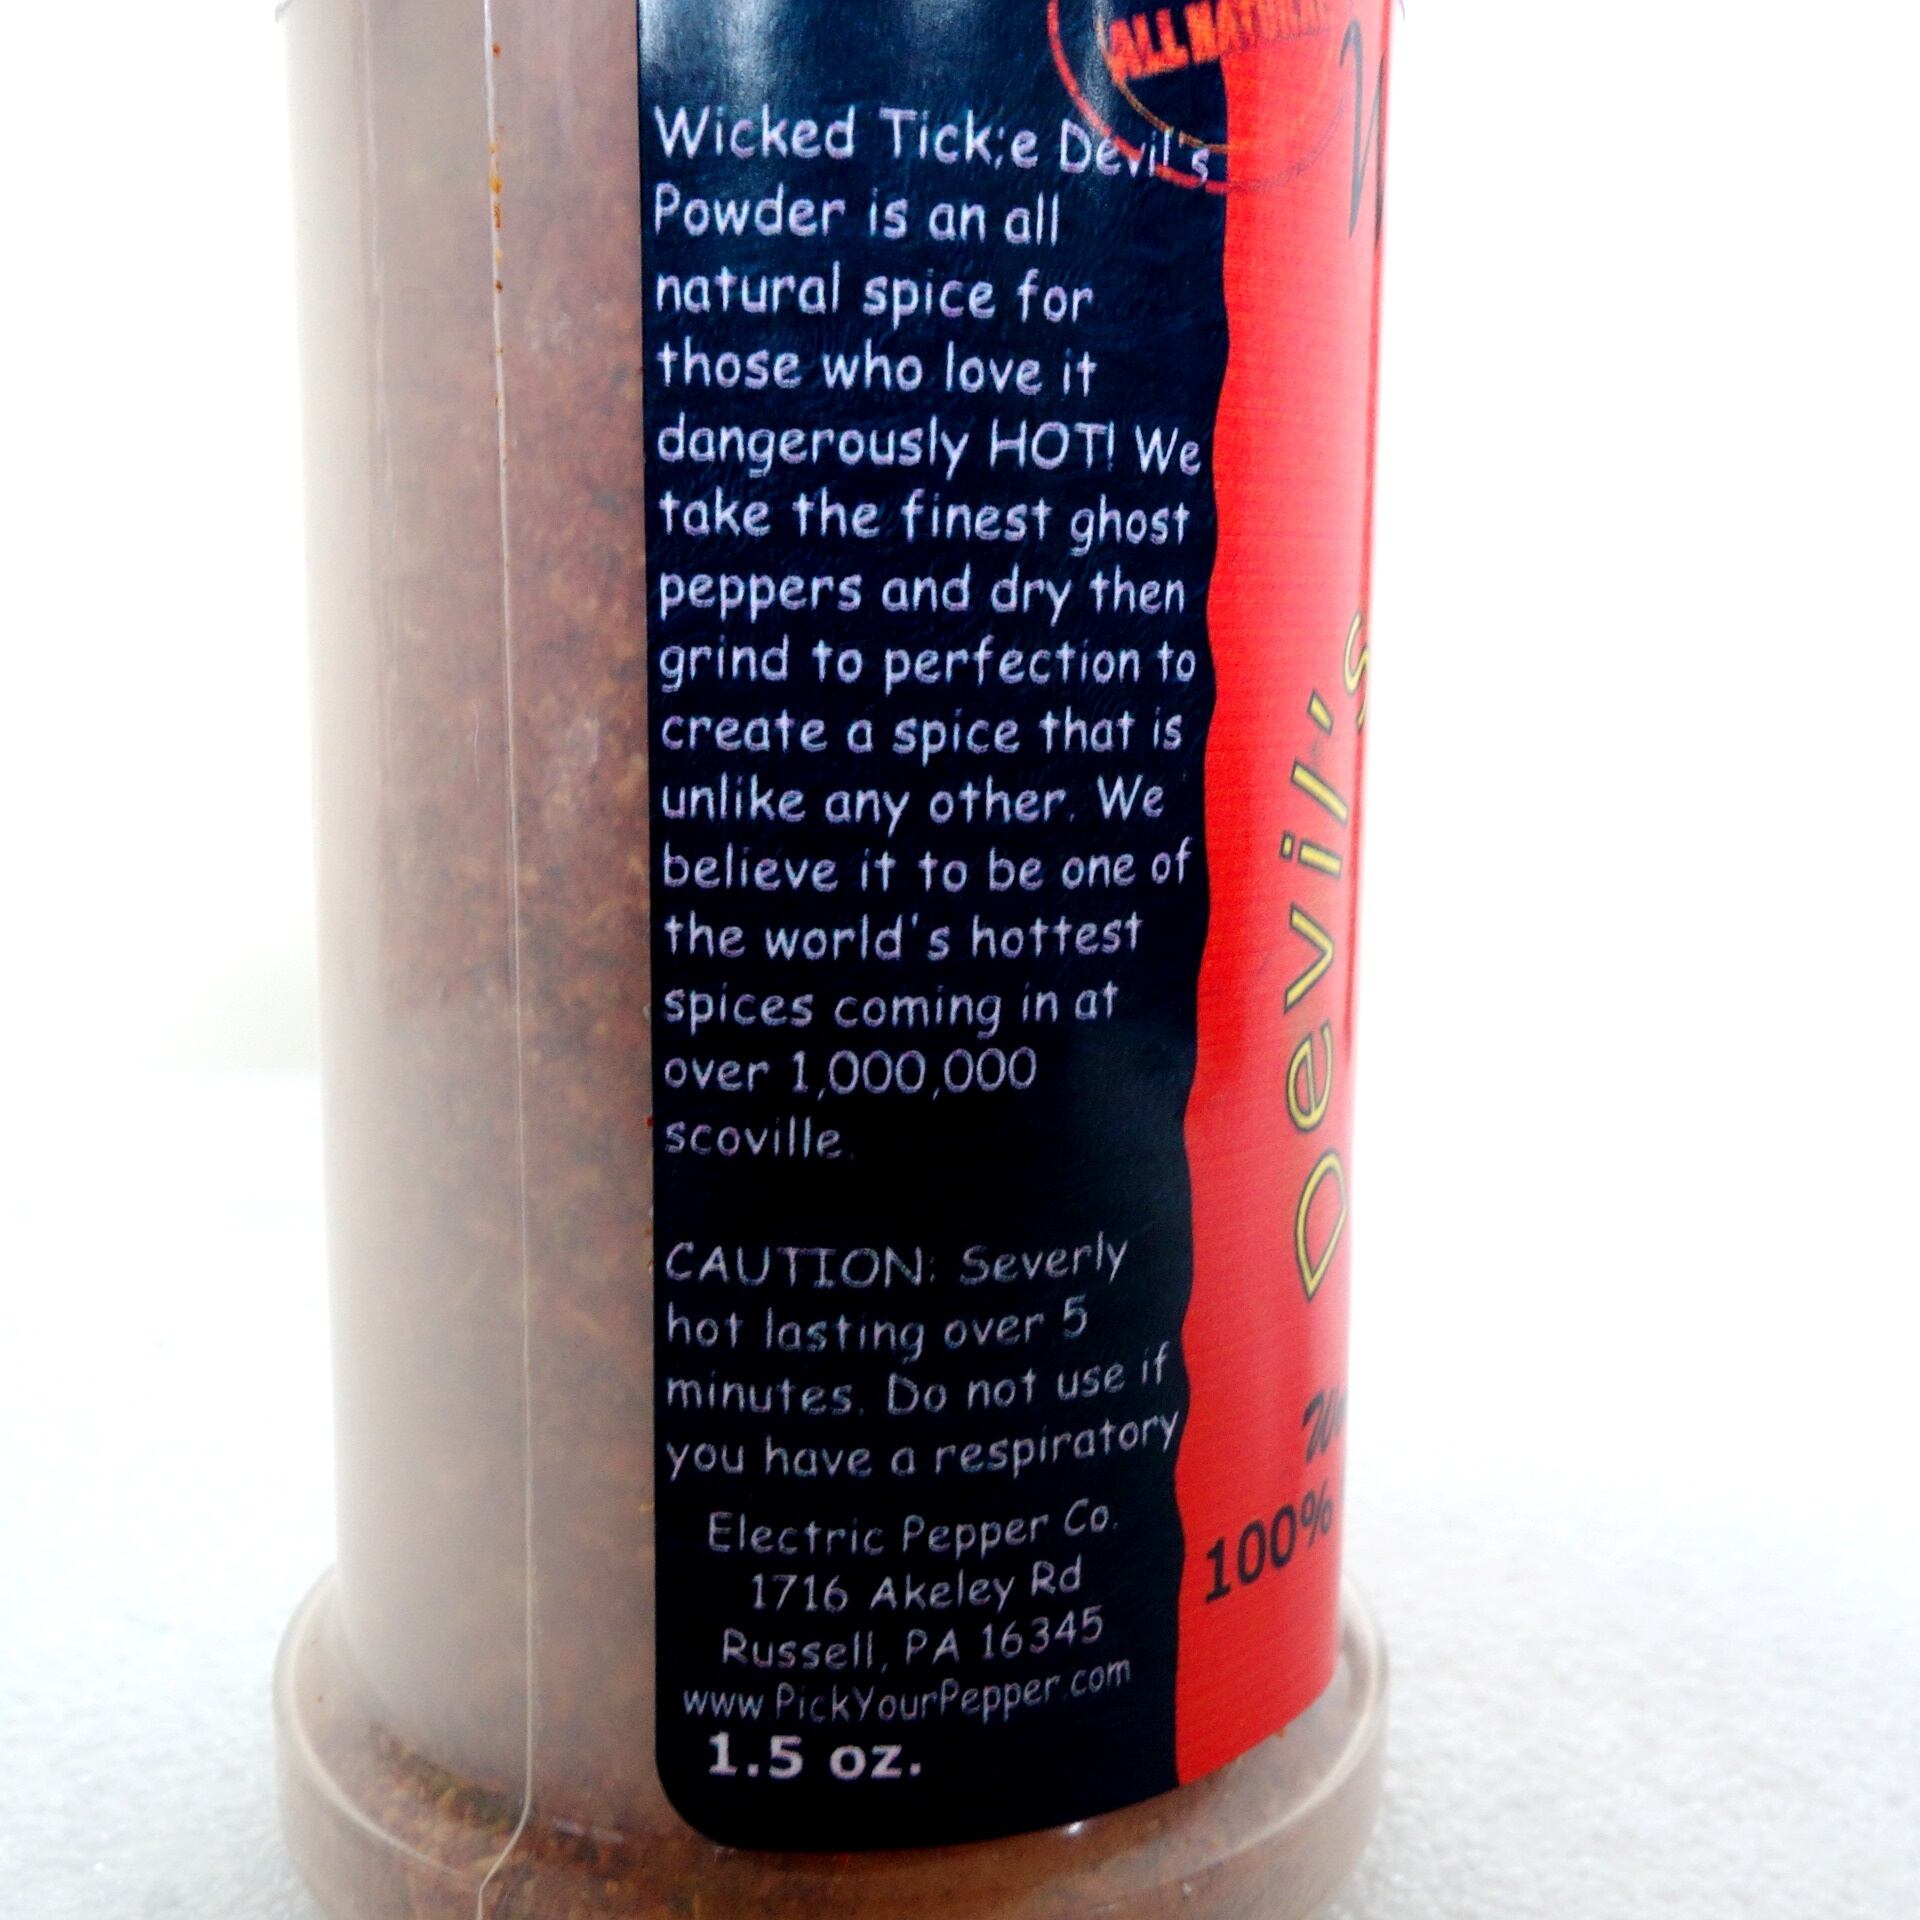 ALL NATURAL
Wicked Tick;e Devil's
Powder is an all
natural spice for
those who love it
dangerously HOT! We
take the finest ghost
peppers and dry then
grind to perfection to
create a spice that is
unlike any other. We
believe it to be one of
the world's hottest
spices coming in at
over 1,000,000
scoville.
CAUTION: Severly
hot lasting over 5
minutes. Do not use if
you have a respiratory
Electric Pepper Co.
1716 Akeley Rd
Russell, PA 16345
www.PickYourPepper.com
1.5 oz.
Devil's
100%